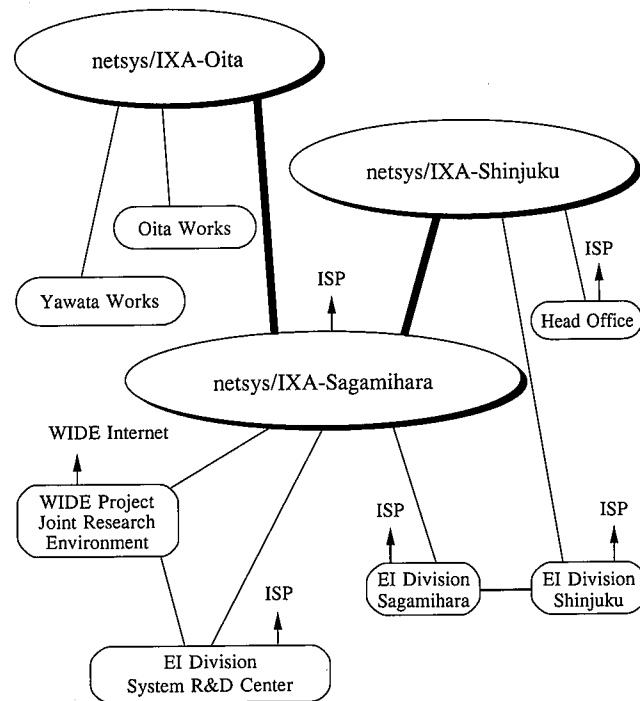 netsys/IXA-Oita
netsys/IXA-Shinjuku
Oita Works
Yawata Works
ISP
ISP
Head Office
netsys/IXA-Sagamihara
WIDE Internet
WIDE Project
Joint Research
Environment
ISP
ISP
EI Division
Sagamihara
EI Division
Shinjuku
ISP
EI Division
System R&D Center